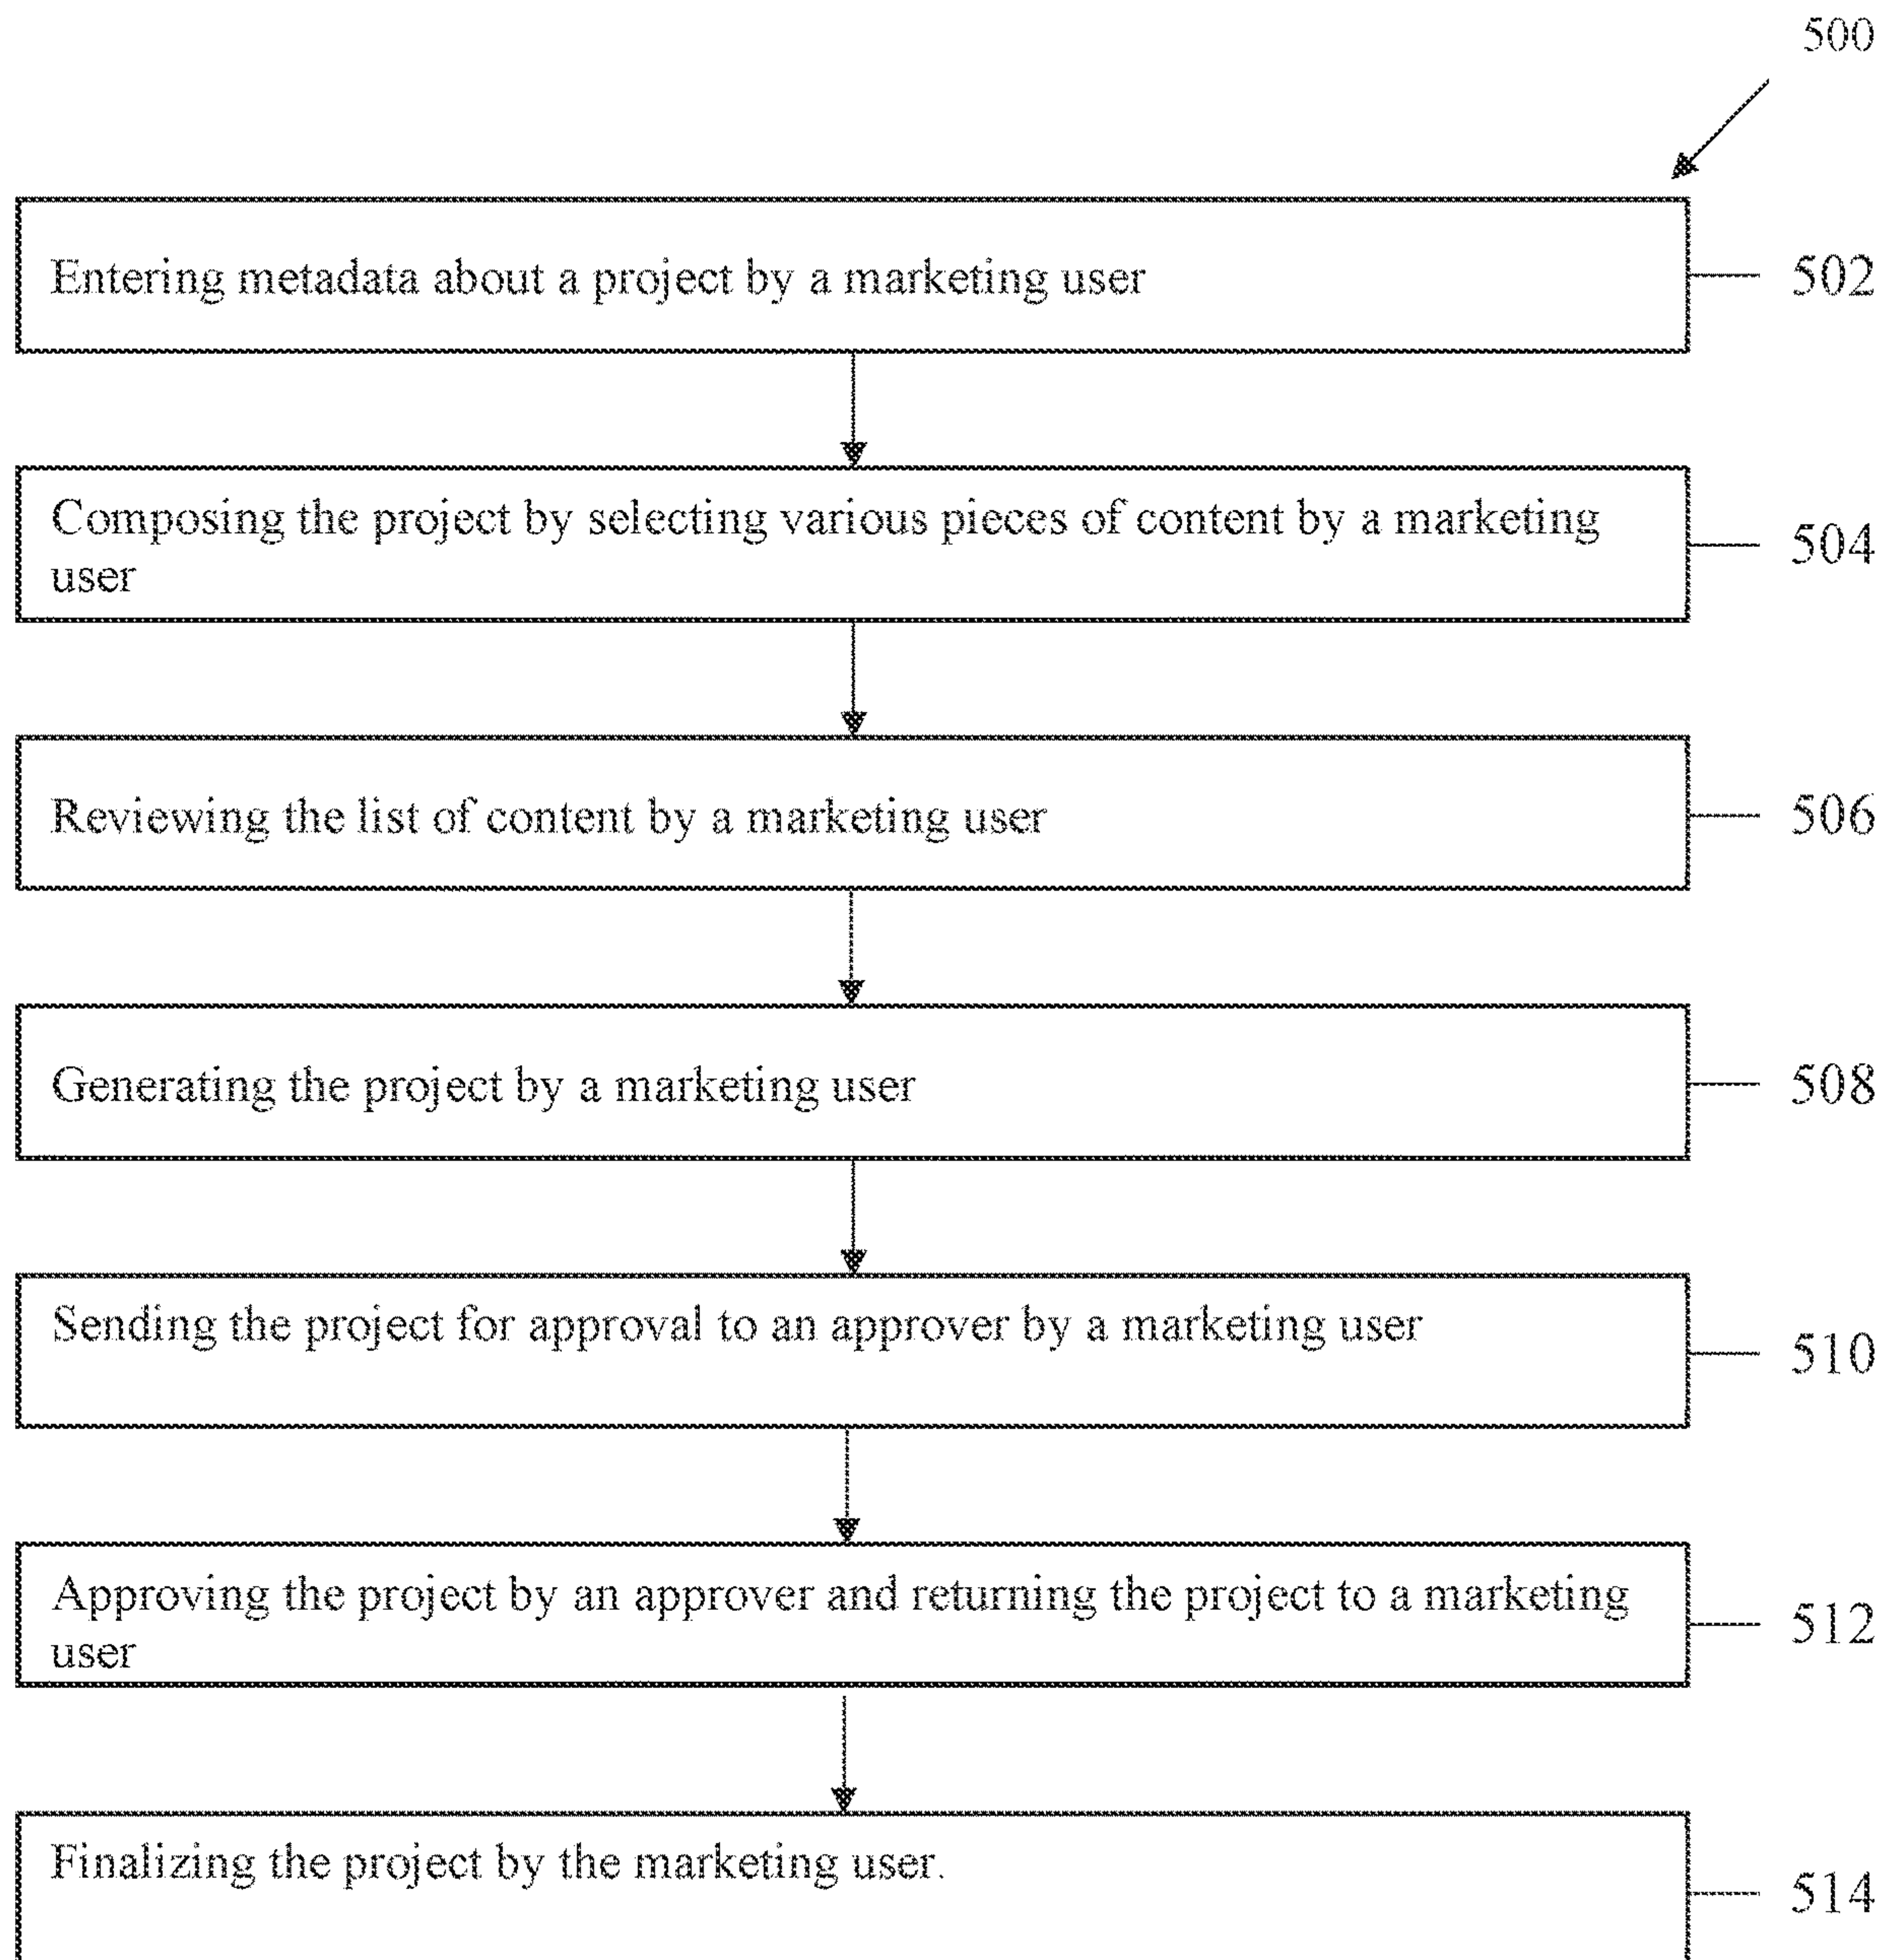 500
Entering metadata about a project by a marketing user
502
Composing the project by selecting various pieces of content by a marketing
user
504
Reviewing the list of content by a marketing user
506
Generating the project by a marketing user
508
Sending the project for approval to an approver by a marketing user
510
Approving the project by an approver and returning the project to a marketing
user
512
Finalizing the project by the marketing user.
514